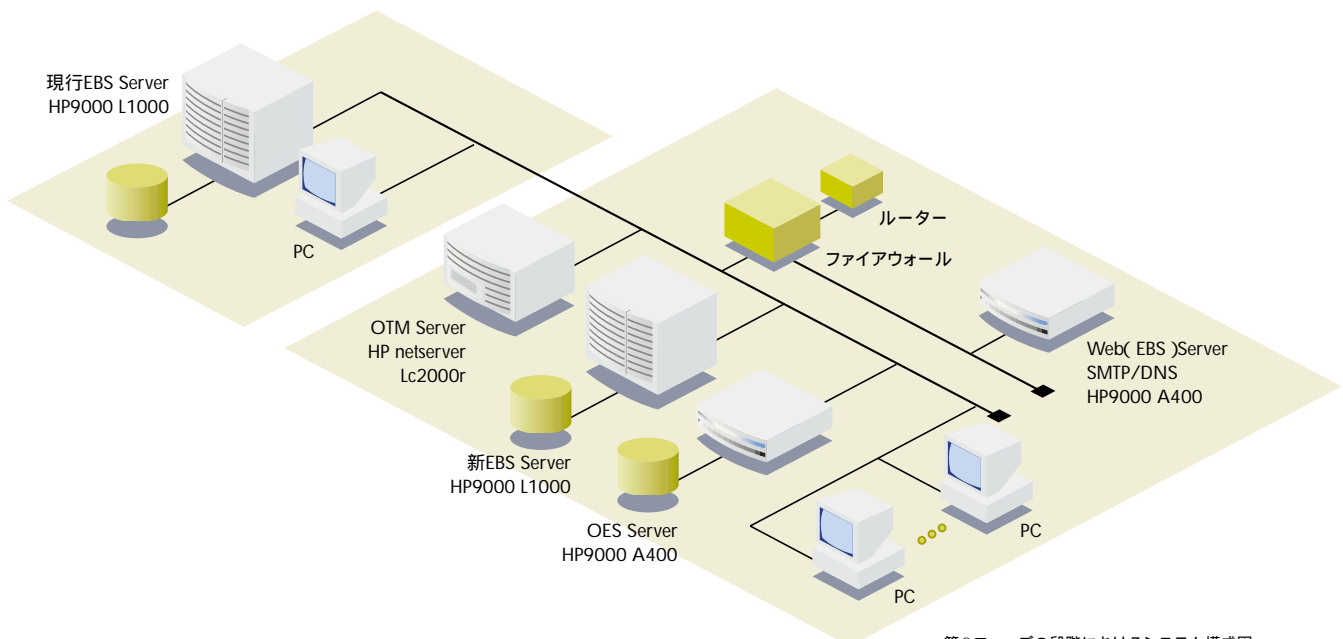 現行EBS Server
HP9000 L1000
PC
ルーター
ファイアウォール
OTM Server
HP netserver
Lc2000r
Web( EBS )Server
SMTP/DNS
HP9000 A400
新EBS Server
HP9000 L1000
OES Server
HP9000 A400
PC
PC